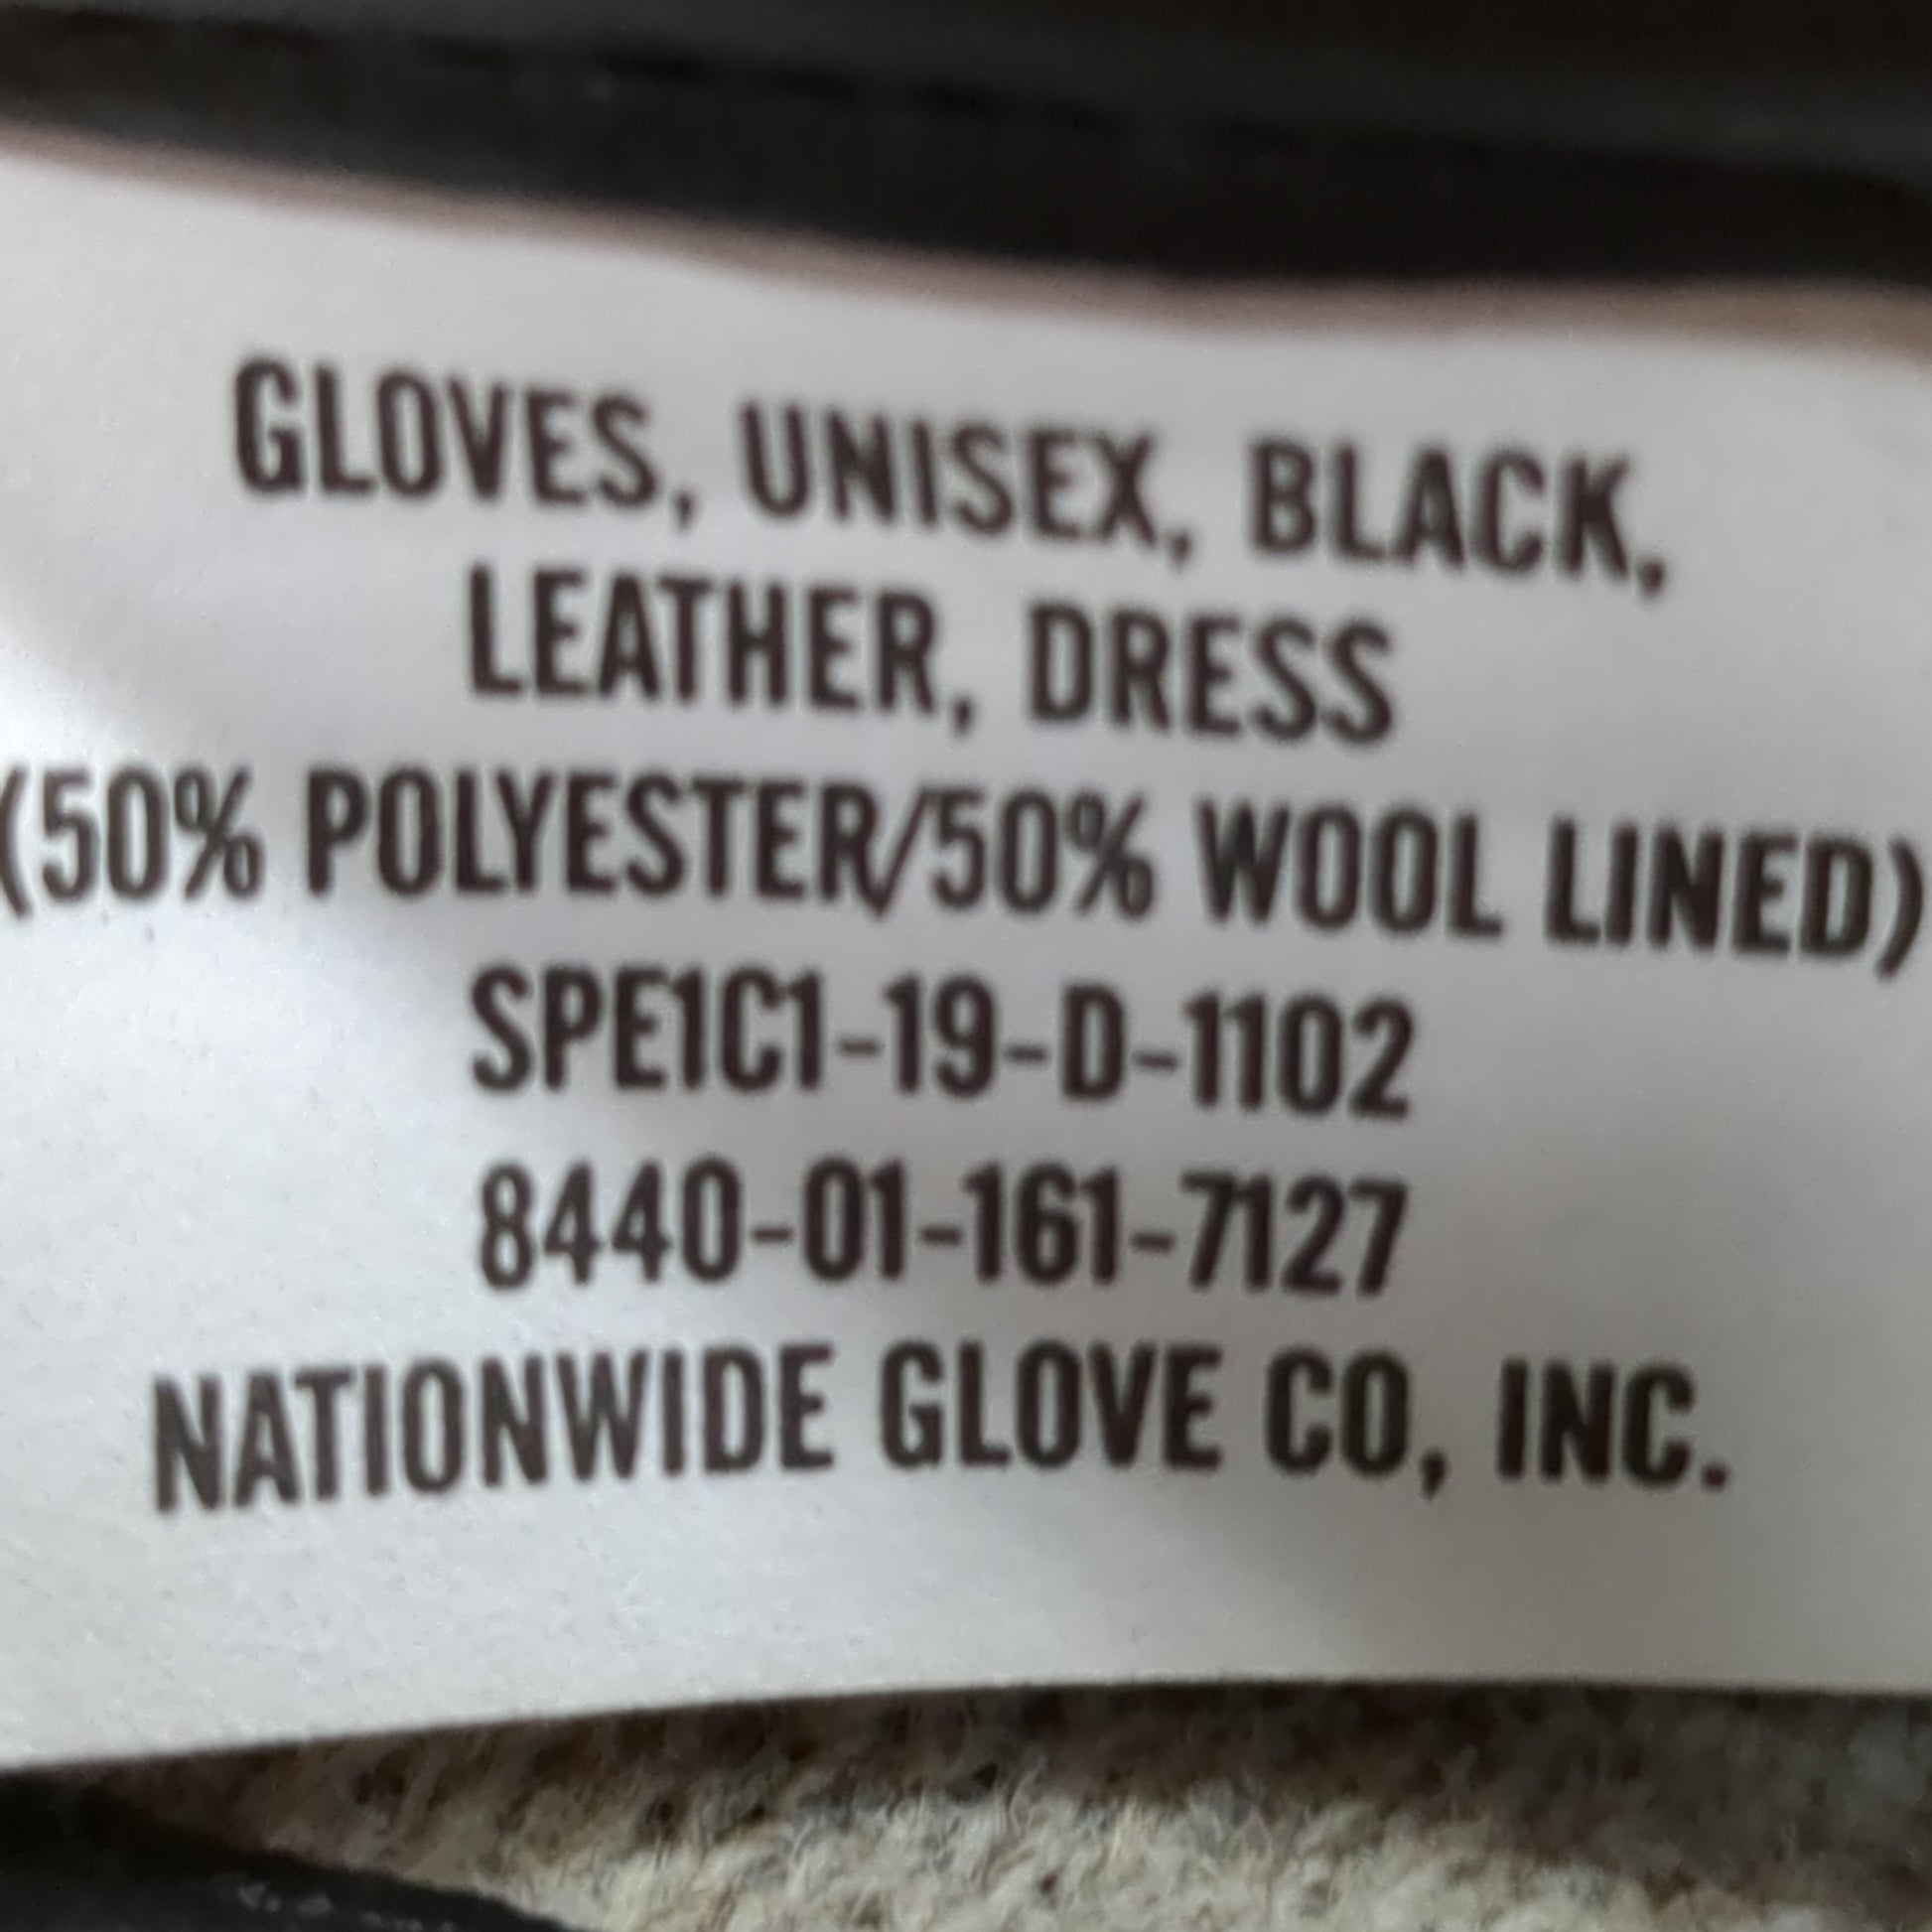 GLOVES, UNISEX, BLACK,
LEATHER, DRESS
(50% POLYESTER/50% WOOL LINED)
SPE1C1-19-D-1102
8440-01-161-7127
NATIONWIDE GLOVE CO, INC.